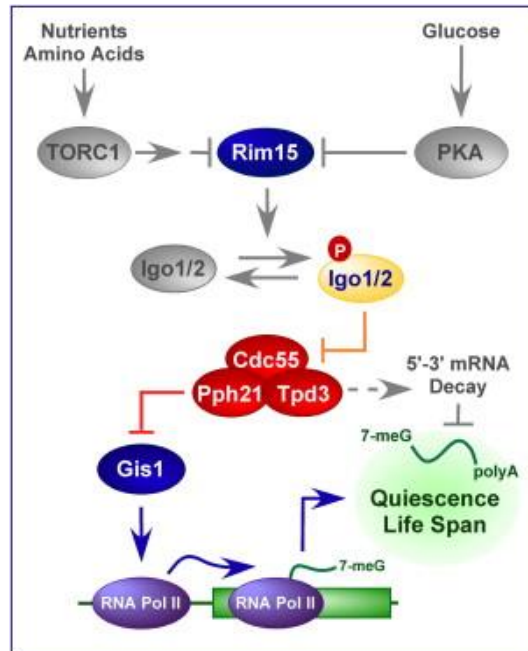 Nutrients
Amino Acids
Glucose
TORC1
Rim15
PKA
Igo1/2
P
Igo1/2
Cdc55
Pph21
Tpd3
5'-3' mRNA
Decay
7-meG
polyA
Gis1
Quiescence
Life Span
RNA Pol II
RNA Pol II
7-meG